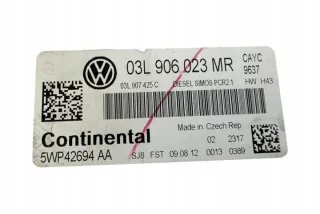 03L 906 023 MR CAYC
9637
03L 907 425 C DIESEL SIMOS PCR2.1 HW H43
Made in Czech Rep
Continental 02 2317
5WP42694 AA SJ8 FST 09 08 12 0013 0389